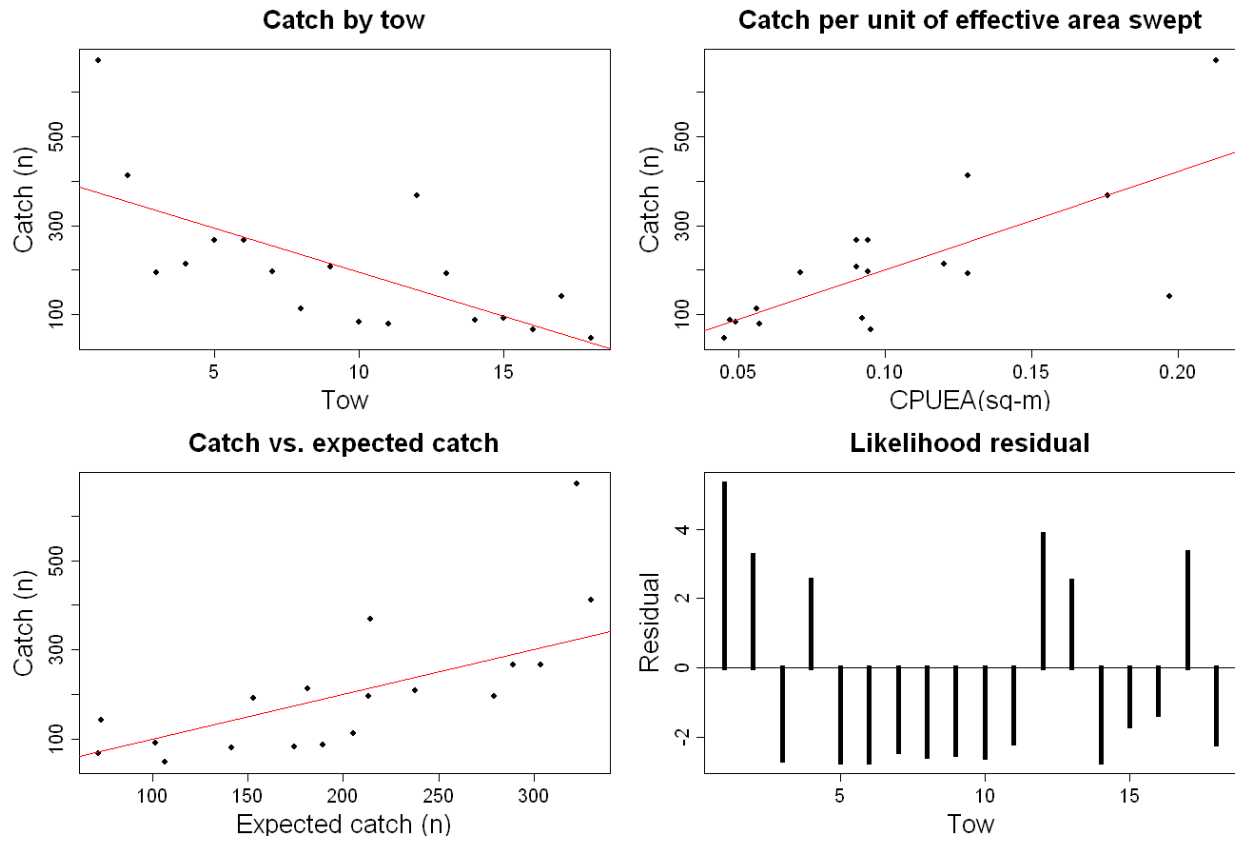 Catch by tow
Catch (n)
100
300
500
5
10
15
Tow
Catch per unit of effective area swept
Catch (n)
100
300
500
0.05
0.10
0.15
0.20
CPUEA(sq-m)
Catch vs. expected catch
Catch (n)
100
300
500
100
150
200
250
300
Expected catch (n)
Likelihood residual
Residual
-2
0
2
4
5
10
15
Tow